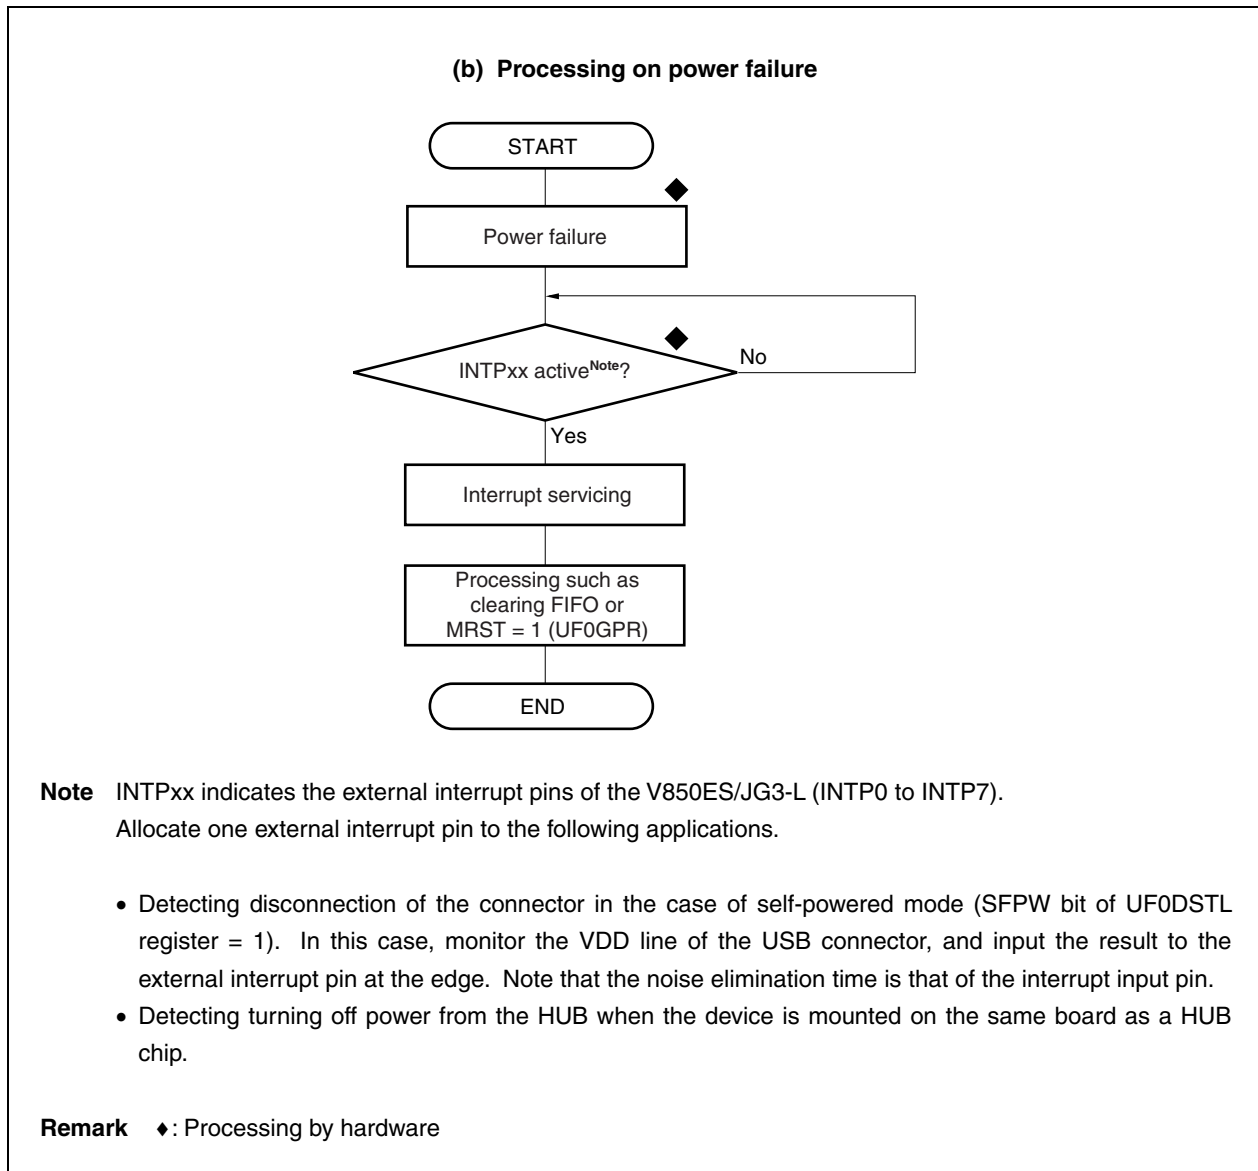 (b) Processing on power failure
START
◆
Power failure
◆
INTPxx active^Note?
No
Yes
Interrupt servicing
Processing such as
clearing FIFO or
MRST = 1 (UF0GPR)
END
Note INTPxx indicates the external interrupt pins of the V850ES/JG3-L (INTP0 to INTP7).
Allocate one external interrupt pin to the following applications.
• Detecting disconnection of the connector in the case of self-powered mode (SFPW bit of UF0DSTL
register = 1). In this case, monitor the VDD line of the USB connector, and input the result to the
external interrupt pin at the edge. Note that the noise elimination time is that of the interrupt input pin.
• Detecting turning off power from the HUB when the device is mounted on the same board as a HUB
chip.
Remark ♦: Processing by hardware